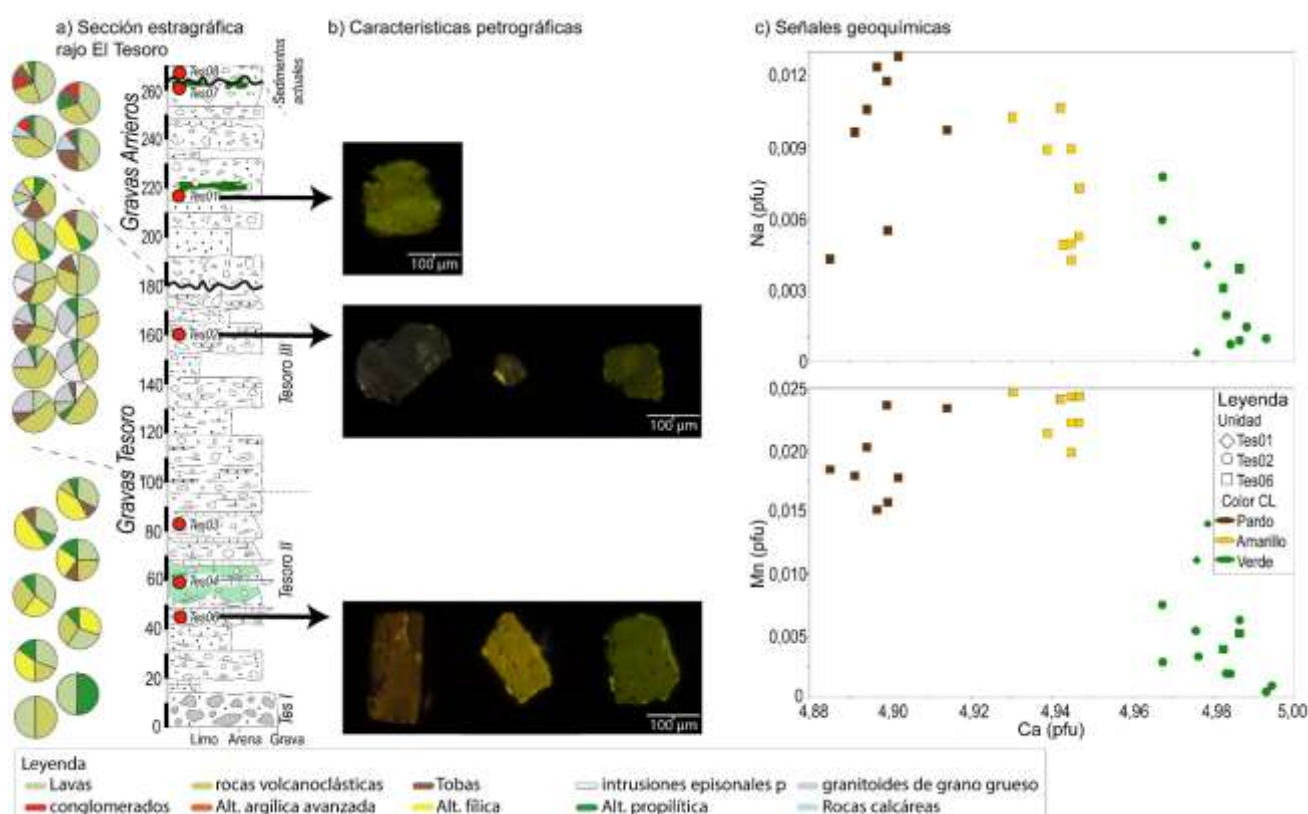 a) Sección estragráfica
rajo El Tesoro
b) Caracteristicas petrográficas
c) Señales geoquímicas
Gravas Arrieros
Gravas Tesoro
260
240
220
200
180
160
140
120
100
80
60
40
20
0
Tes08
Tes07
Tes01
Tes02
Tes03
Tes04
Tes06
Sedimentos
actuales
Tesoro III
Tesoro II
Tes I
Limo Arena Grava
100 µm
100 µm
100 µm
Na (pfu)
0,012
0,009
0,006
0,003
0
Mn (pfu)
0,025
0,020
0,015
0,010
0,005
0
4,88 4,90 4,92 4,94 4,96 4,98 5,00
Ca (pfu)
Leyenda
Unidad
Tes01
Tes02
Tes06
Color CL
Pardo
Amarillo
Verde
Leyenda
Lavas rocas volcanoclásticas Tobas intrusiones episonales p granitoides de grano grueso
conglomerados Alt. argilica avanzada Alt. fílica Alt. propilítica Rocas calcáreas